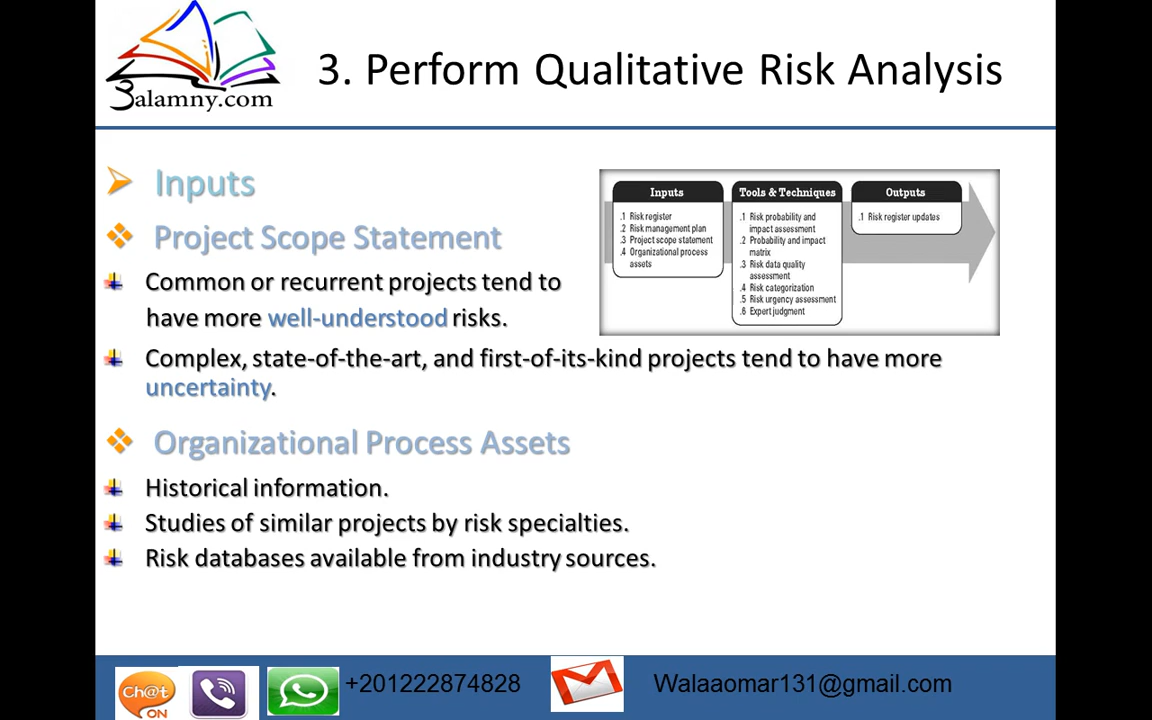 3alamny.com
3. Perform Qualitative Risk Analysis
Inputs
Project Scope Statement
Common or recurrent projects tend to
have more well-understood risks.
Complex, state-of-the-art, and first-of-its-kind projects tend to have more
uncertainty.
Organizational Process Assets
Historical information.
Studies of similar projects by risk specialties.
Risk databases available from industry sources.
Inputs
.1 Risk register
.2 Risk management plan
.3 Project scope statement
.4 Organizational process
assets
Tools & Techniques
.1 Risk probability and
impact assessment
.2 Probability and impact
matrix
.3 Risk data quality
assessment
.4 Risk categorization
.5 Risk urgency assessment
.6 Expert judgment
Outputs
.1 Risk register updates
Ch@t
ON
+201222874828
Walaaomar131@gmail.com